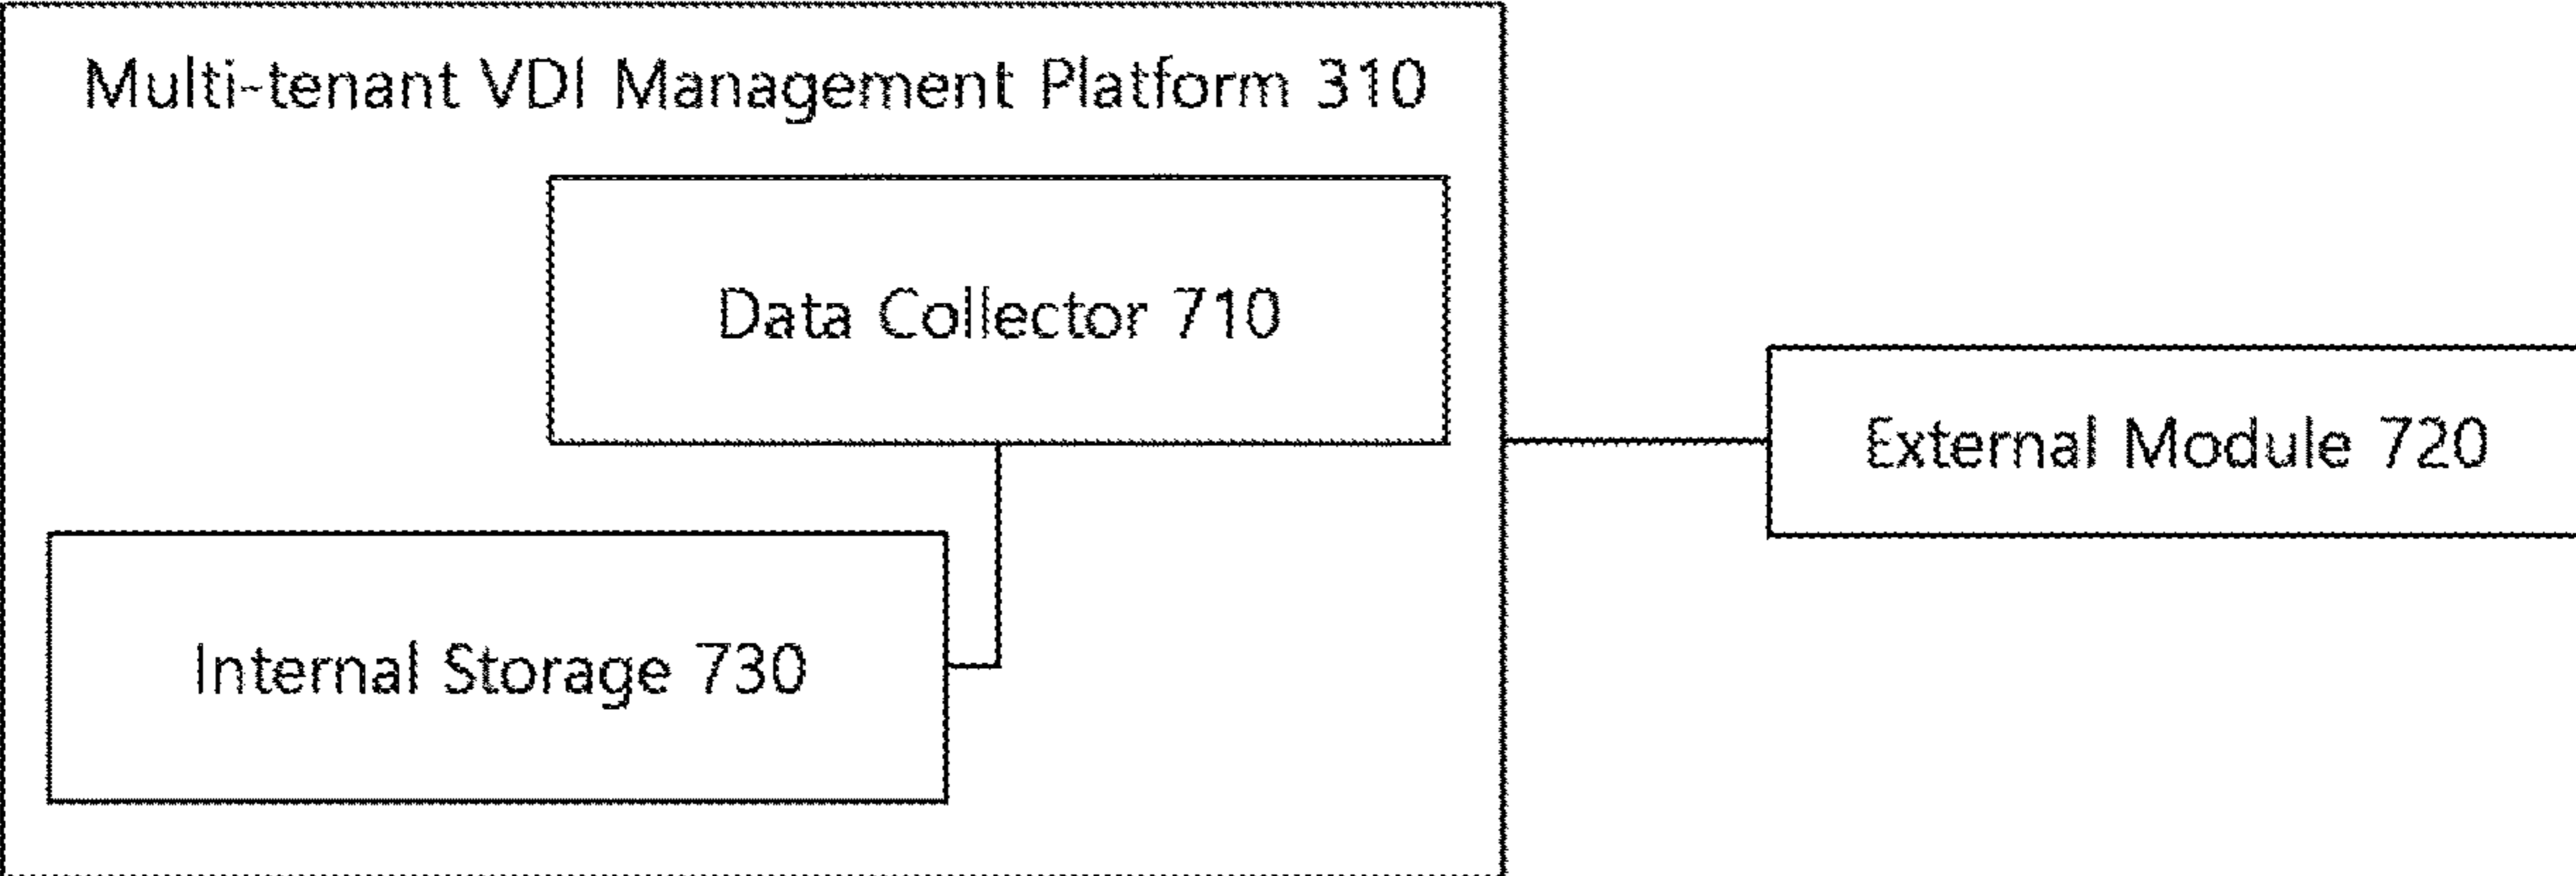 Multi-tenant VDI Management Platform 310
Data Collector 710
External Module 720
Internal Storage 730